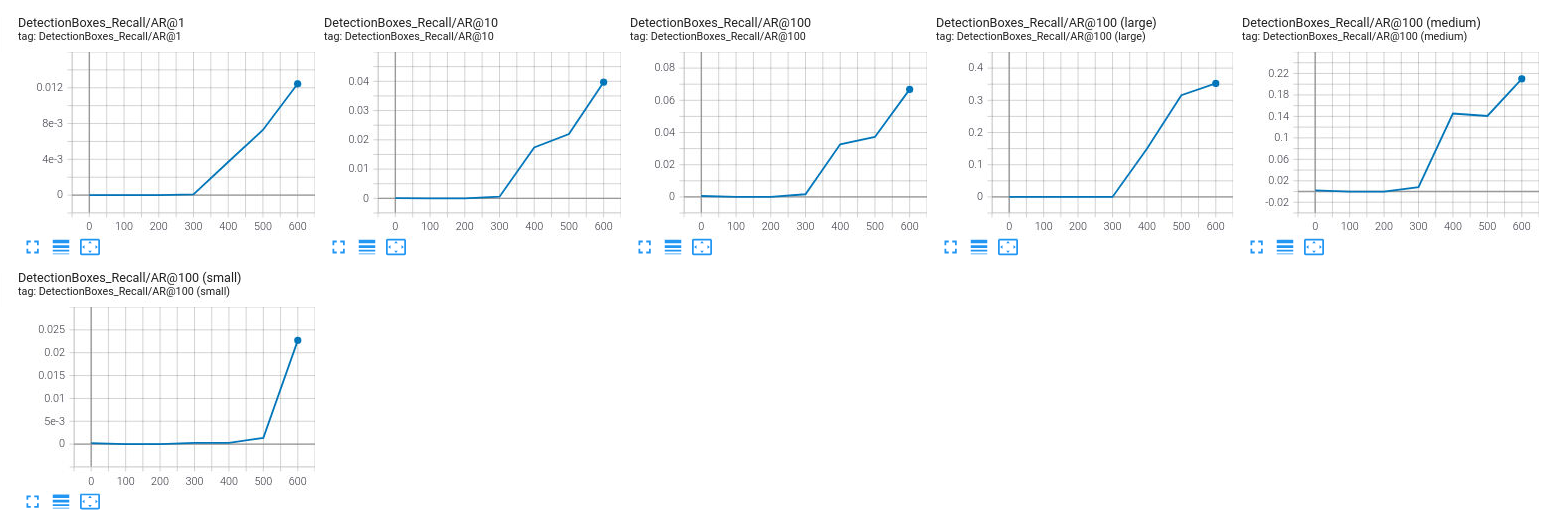 DetectionBoxes_Recall/AR@1
tag: DetectionBoxes_Recall/AR@1
0.012
8e-3
4e-3
0
0 100 200 300 400 500 600
DetectionBoxes_Recall/AR@10
tag: DetectionBoxes_Recall/AR@10
0.04
0.03
0.02
0.01
0
0 100 200 300 400 500 600
DetectionBoxes_Recall/AR@100
tag: DetectionBoxes_Recall/AR@100
0.08
0.06
0.04
0.02
0
0 100 200 300 400 500 600
DetectionBoxes_Recall/AR@100 (large)
tag: DetectionBoxes_Recall/AR@100 (large)
0.4
0.3
0.2
0.1
0
0 100 200 300 400 500 600
DetectionBoxes_Recall/AR@100 (medium)
tag: DetectionBoxes_Recall/AR@100 (medium)
0.22
0.18
0.14
0.1
0.06
0.02
-0.02
0 100 200 300 400 500 600
DetectionBoxes_Recall/AR@100 (small)
tag: DetectionBoxes_Recall/AR@100 (small)
0.025
0.02
0.015
0.01
5e-3
0
0 100 200 300 400 500 600